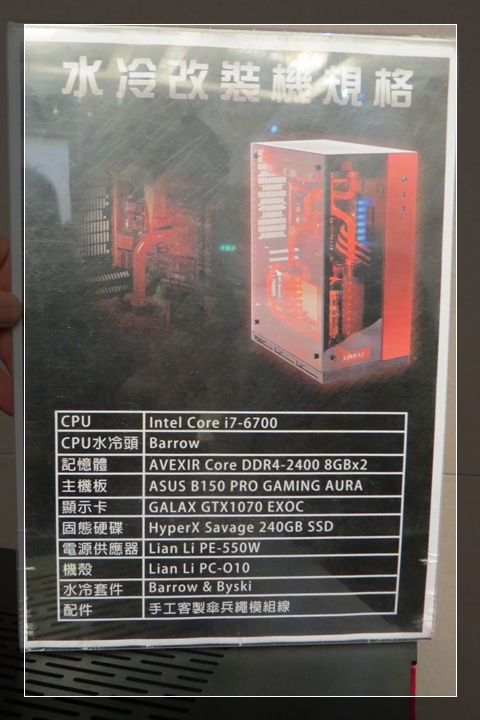 水冷改裝機規格
LIAN LI
CPU Intel Core i7-6700
CPU水冷頭 Barrow
記憶體 AVEXIR Core DDR4-2400 8GBx2
主機板 ASUS B150 PRO GAMING AURA
顯示卡 GALAX GTX1070 EXOC
固態硬碟 HyperX Savage 240GB SSD
電源供應器 Lian Li PE-550W
機殼 Lian Li PC-O10
水冷套件 Barrow & Byski
配件 手工客製傘兵繩模組線